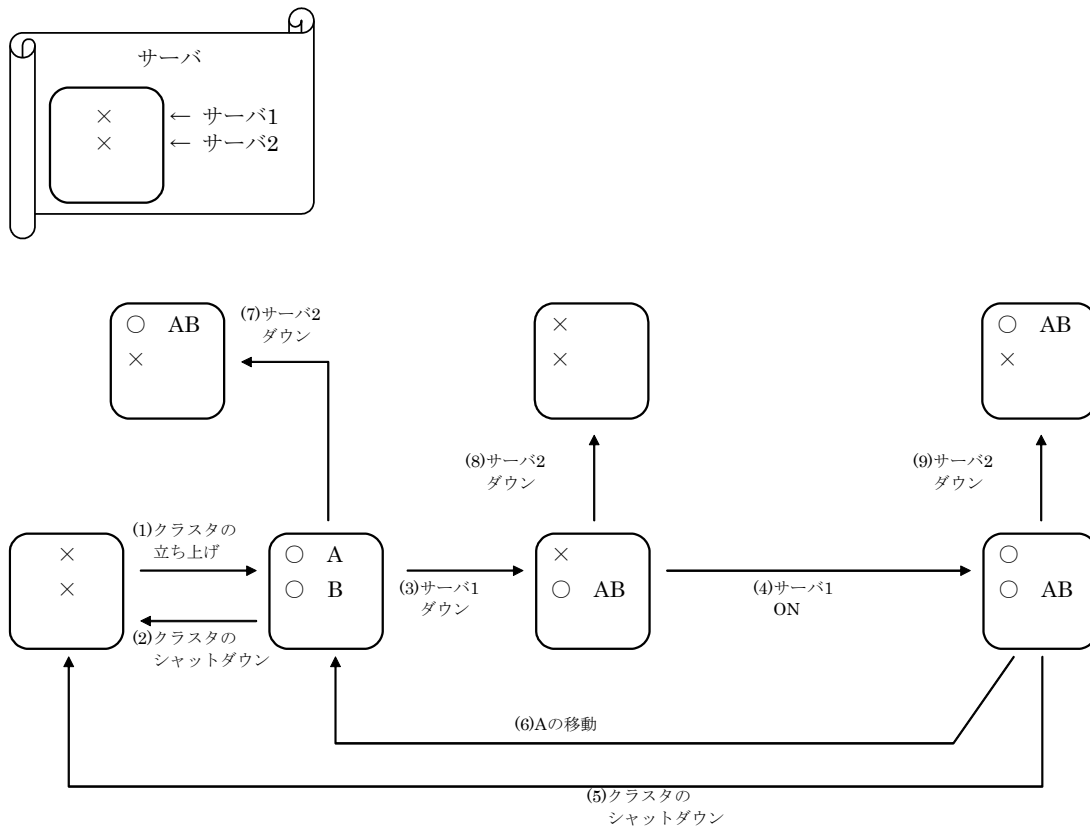 サーバ
× ← サーバ1
× ← サーバ2
○ AB
×
(7)サーバ2
ダウン
×
×
○ AB
×
(8)サーバ2
ダウン
(9)サーバ2
ダウン
×
×
(1)クラスタの
立ち上げ
(2)クラスタの
シャットダウン
○ A
○ B
(3)サーバ1
ダウン
×
○ AB
(4)サーバ1
ON
○
○ AB
(6)Aの移動
(5)クラスタの
シャットダウン